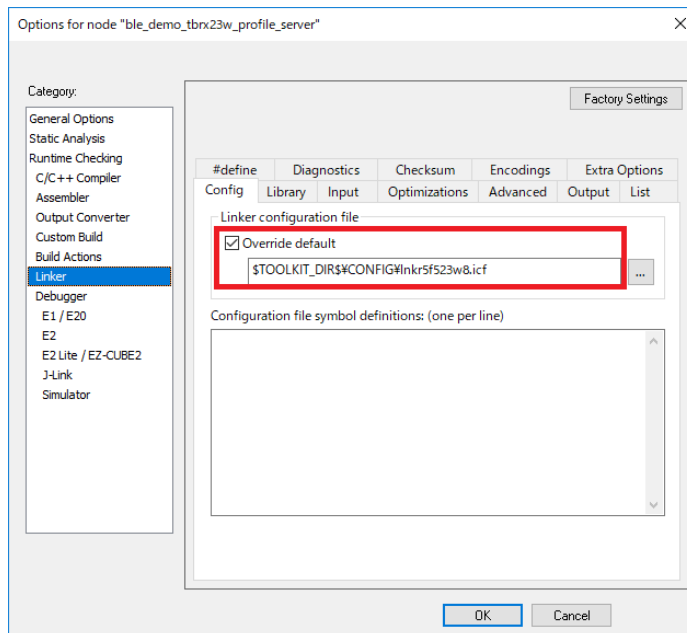 Options for node "ble_demo_tbrx23w_profile_server"
Category:
Factory Settings
General Options
Static Analysis
Runtime Checking
C/C++ Compiler
Assembler
Output Converter
Custom Build
Build Actions
Linker
Debugger
E1 / E20
E2
E2 Lite / EZ-CUBE2
J-Link
Simulator
#define Diagnostics Checksum Encodings Extra Options
Config Library Input Optimizations Advanced Output List
Linker configuration file
Override default
$TOOLKIT_DIR$¥CONFIG¥lnkr5f523w8.icf
...
Configuration file symbol definitions: (one per line)
OK Cancel